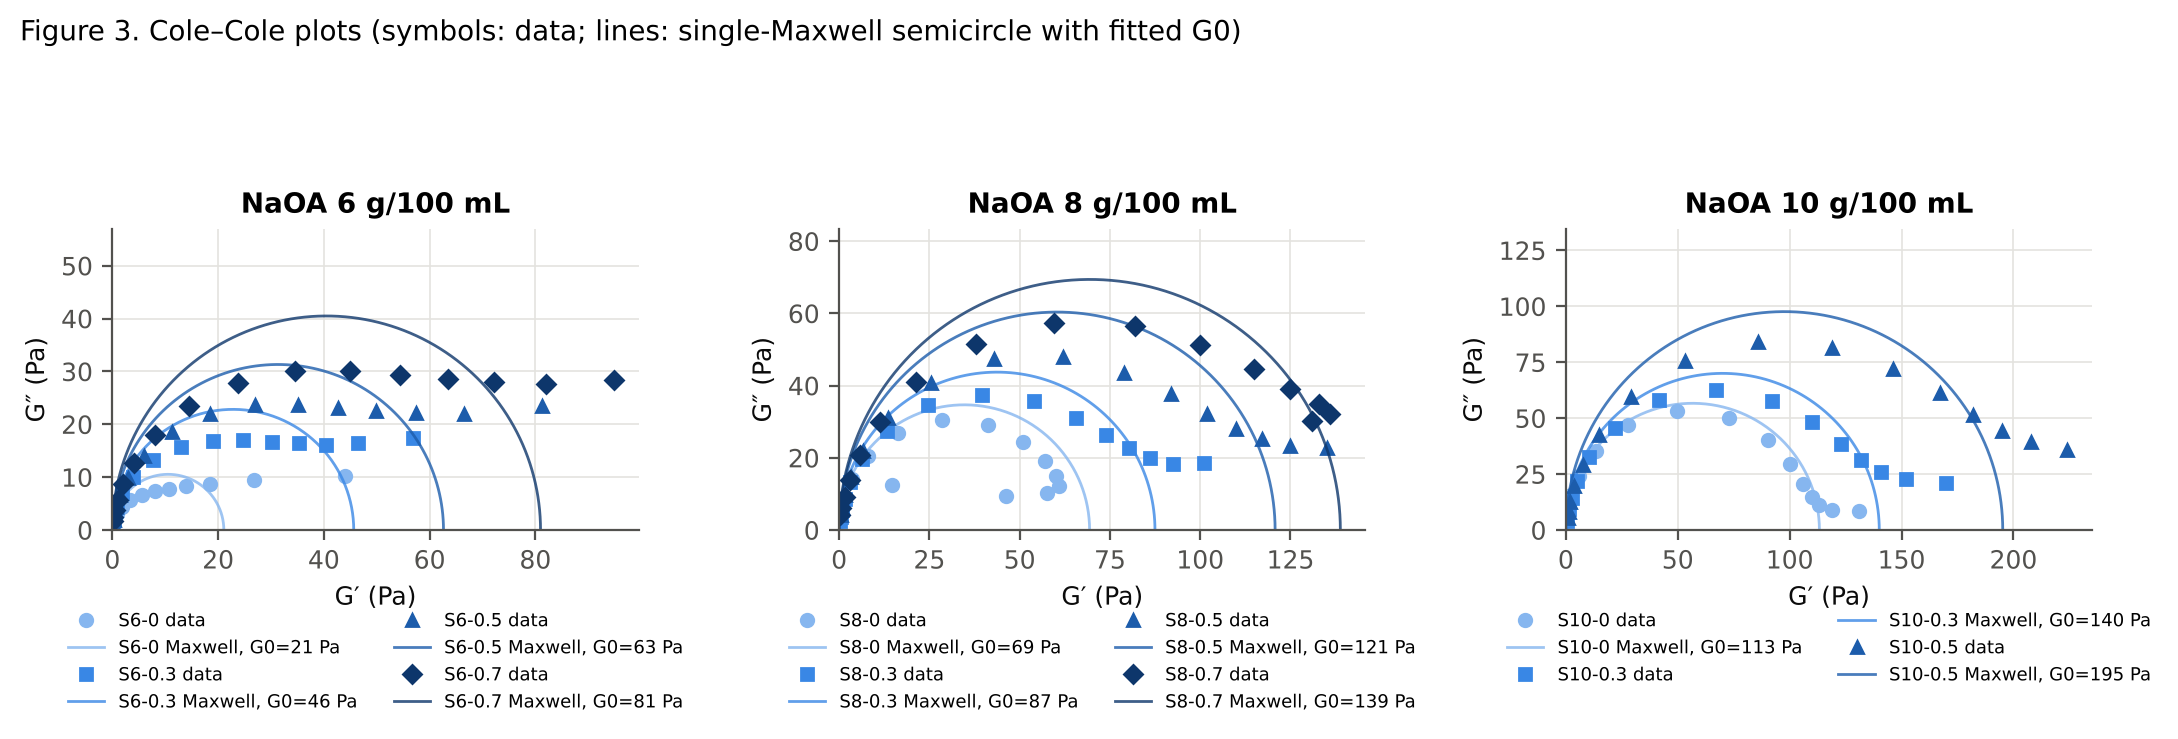 Figure 3. Cole–Cole plots (symbols: data; lines: single-Maxwell semicircle with fitted G0)
NaOA 6 g/100 mL
G″ (Pa)
50
40
30
20
10
0
0 20 40 60 80
G′ (Pa)
S6-0 data
S6-0 Maxwell, G0=21 Pa
S6-0.3 data
S6-0.3 Maxwell, G0=46 Pa
S6-0.5 data
S6-0.5 Maxwell, G0=63 Pa
S6-0.7 data
S6-0.7 Maxwell, G0=81 Pa
NaOA 8 g/100 mL
G″ (Pa)
80
60
40
20
0
0 25 50 75 100 125
G′ (Pa)
S8-0 data
S8-0 Maxwell, G0=69 Pa
S8-0.3 data
S8-0.3 Maxwell, G0=87 Pa
S8-0.5 data
S8-0.5 Maxwell, G0=121 Pa
S8-0.7 data
S8-0.7 Maxwell, G0=139 Pa
NaOA 10 g/100 mL
G″ (Pa)
125
100
75
50
25
0
0 50 100 150 200
G′ (Pa)
S10-0 data
S10-0 Maxwell, G0=113 Pa
S10-0.3 data
S10-0.3 Maxwell, G0=140 Pa
S10-0.5 data
S10-0.5 Maxwell, G0=195 Pa